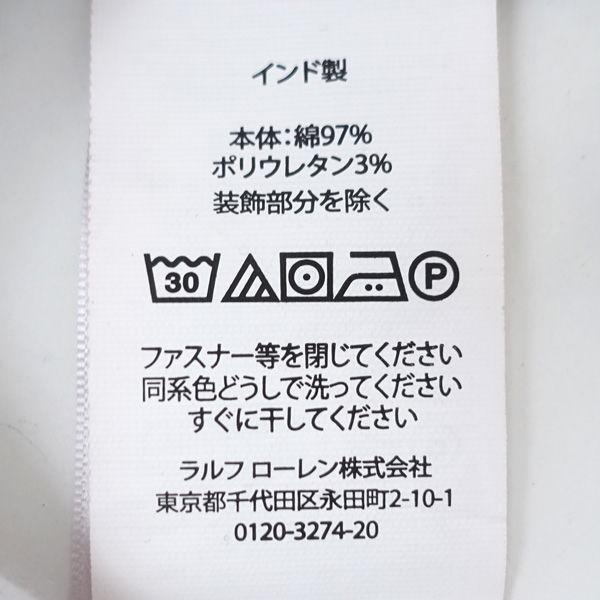 インド製
本体：綿97%
ポリウレタン3%
装飾部分を除く
30 P
ファスナー等を閉じてください
同系色どうしで洗ってください
すぐに干してください
ラルフ ローレン株式会社
東京都千代田区永田町2-10-1
0120-3274-20